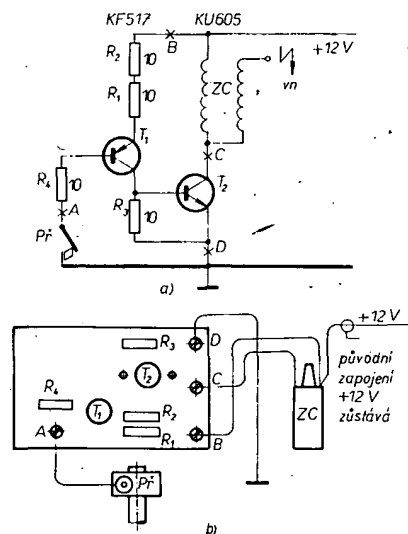 KF517 KU605
B
+12 V
R₂ 10
R₁ 10
ZC
vn
T₁
C
R₄ 10
T₂
A
R₃ 10
Př
D
a)
+12 V
R₃
D
původní
zapojení
+12 V
zůstává
T₂
C
ZC
R₄
T₁
R₂
A
R₁
B
Př
b)